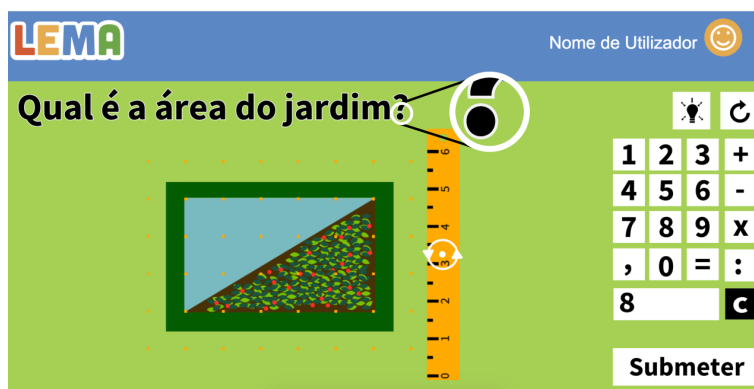 LEMA
Nome de Utilizador
Qual é a área do jardim?
1 2 3 +
4 5 6 -
7 8 9 x
, 0 = :
8 C
Submeter
6
5
4
3
2
1
0